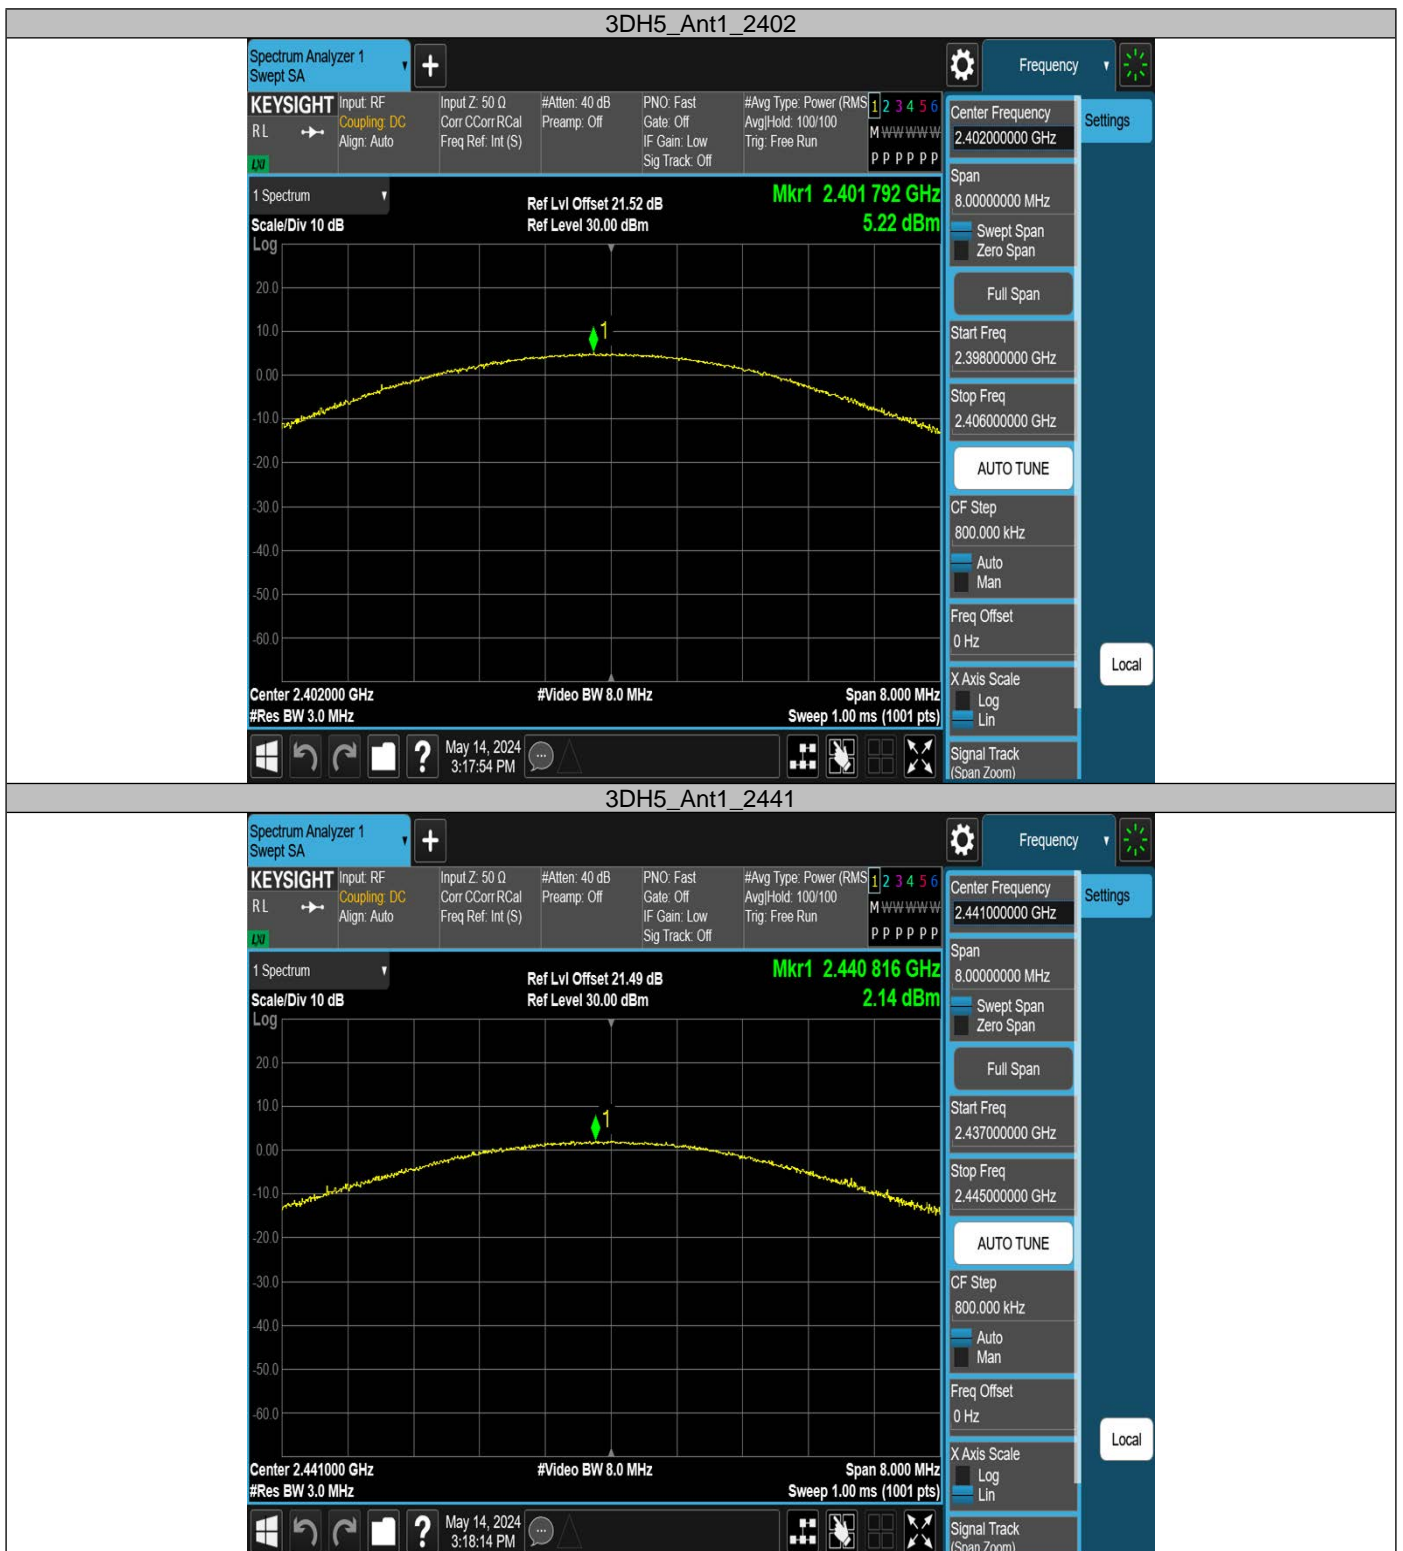 3DH5_Ant1_2402
Spectrum Analyzer 1
Swept SA
Frequency
KEYSIGHT
R L
LXI
Input: RF
Coupling: DC
Align: Auto
Input Z: 50 Ω
Corr CCorr RCal
Freq Ref: Int (S)
#Atten: 40 dB
Preamp: Off
PNO: Fast
Gate: Off
IF Gain: Low
Sig Track: Off
#Avg Type: Power (RMS
Avg|Hold: 100/100
Trig: Free Run
1 2 3 4 5 6
M W W W W W
P P P P P P
1 Spectrum
Scale/Div 10 dB
Ref Lvl Offset 21.52 dB
Ref Level 30.00 dBm
Mkr1 2.401 792 GHz
5.22 dBm
Log
20.0
10.0
0.00
-10.0
-20.0
-30.0
-40.0
-50.0
-60.0
1
Center 2.402000 GHz
#Res BW 3.0 MHz
#Video BW 8.0 MHz
Span 8.000 MHz
Sweep 1.00 ms (1001 pts)
May 14, 2024
3:17:54 PM
Center Frequency
2.402000000 GHz
Span
8.00000000 MHz
Swept Span
Zero Span
Full Span
Start Freq
2.398000000 GHz
Stop Freq
2.406000000 GHz
AUTO TUNE
CF Step
800.000 kHz
Auto
Man
Freq Offset
0 Hz
X Axis Scale
Log
Lin
Signal Track
(Span Zoom)
Settings
Local
3DH5_Ant1_2441
Spectrum Analyzer 1
Swept SA
Frequency
KEYSIGHT
R L
LXI
Input: RF
Coupling: DC
Align: Auto
Input Z: 50 Ω
Corr CCorr RCal
Freq Ref: Int (S)
#Atten: 40 dB
Preamp: Off
PNO: Fast
Gate: Off
IF Gain: Low
Sig Track: Off
#Avg Type: Power (RMS
Avg|Hold: 100/100
Trig: Free Run
1 2 3 4 5 6
M W W W W W
P P P P P P
1 Spectrum
Scale/Div 10 dB
Ref Lvl Offset 21.49 dB
Ref Level 30.00 dBm
Mkr1 2.440 816 GHz
2.14 dBm
Log
20.0
10.0
0.00
-10.0
-20.0
-30.0
-40.0
-50.0
-60.0
1
Center 2.441000 GHz
#Res BW 3.0 MHz
#Video BW 8.0 MHz
Span 8.000 MHz
Sweep 1.00 ms (1001 pts)
May 14, 2024
3:18:14 PM
Center Frequency
2.441000000 GHz
Span
8.00000000 MHz
Swept Span
Zero Span
Full Span
Start Freq
2.437000000 GHz
Stop Freq
2.445000000 GHz
AUTO TUNE
CF Step
800.000 kHz
Auto
Man
Freq Offset
0 Hz
X Axis Scale
Log
Lin
Signal Track
(Span Zoom)
Settings
Local